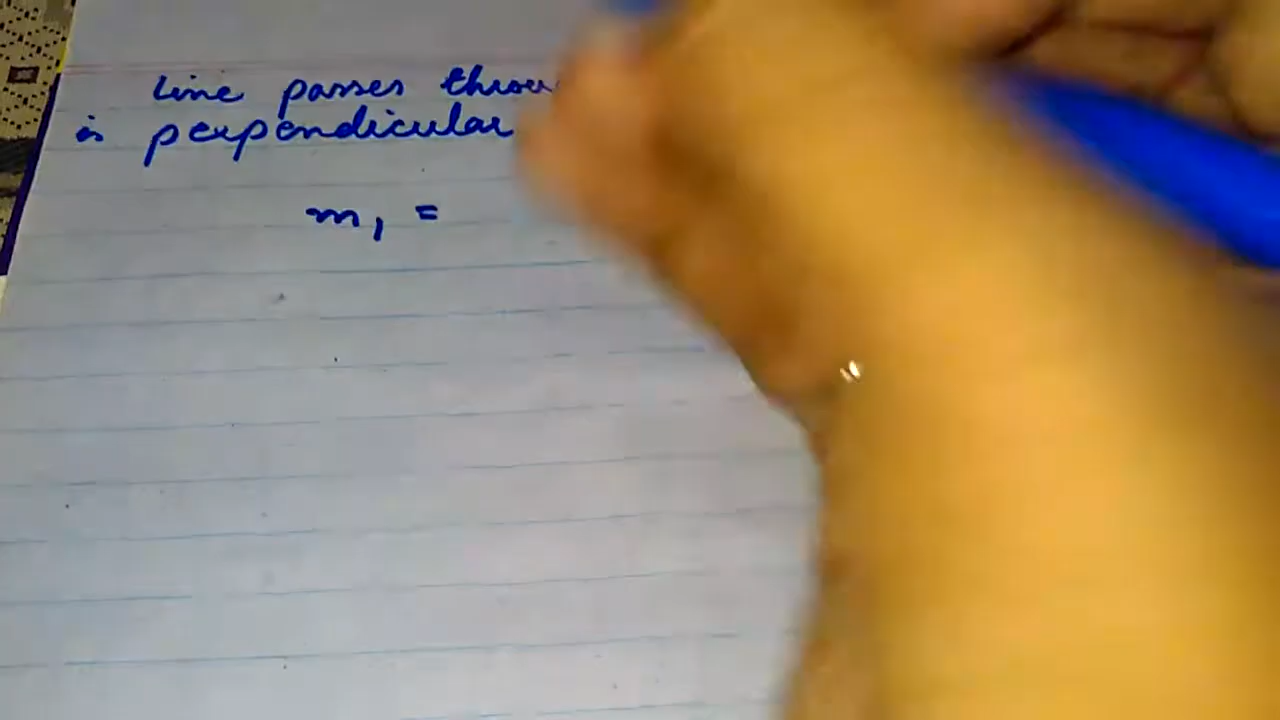 Line passes throu
is perpendicular
m₁ =